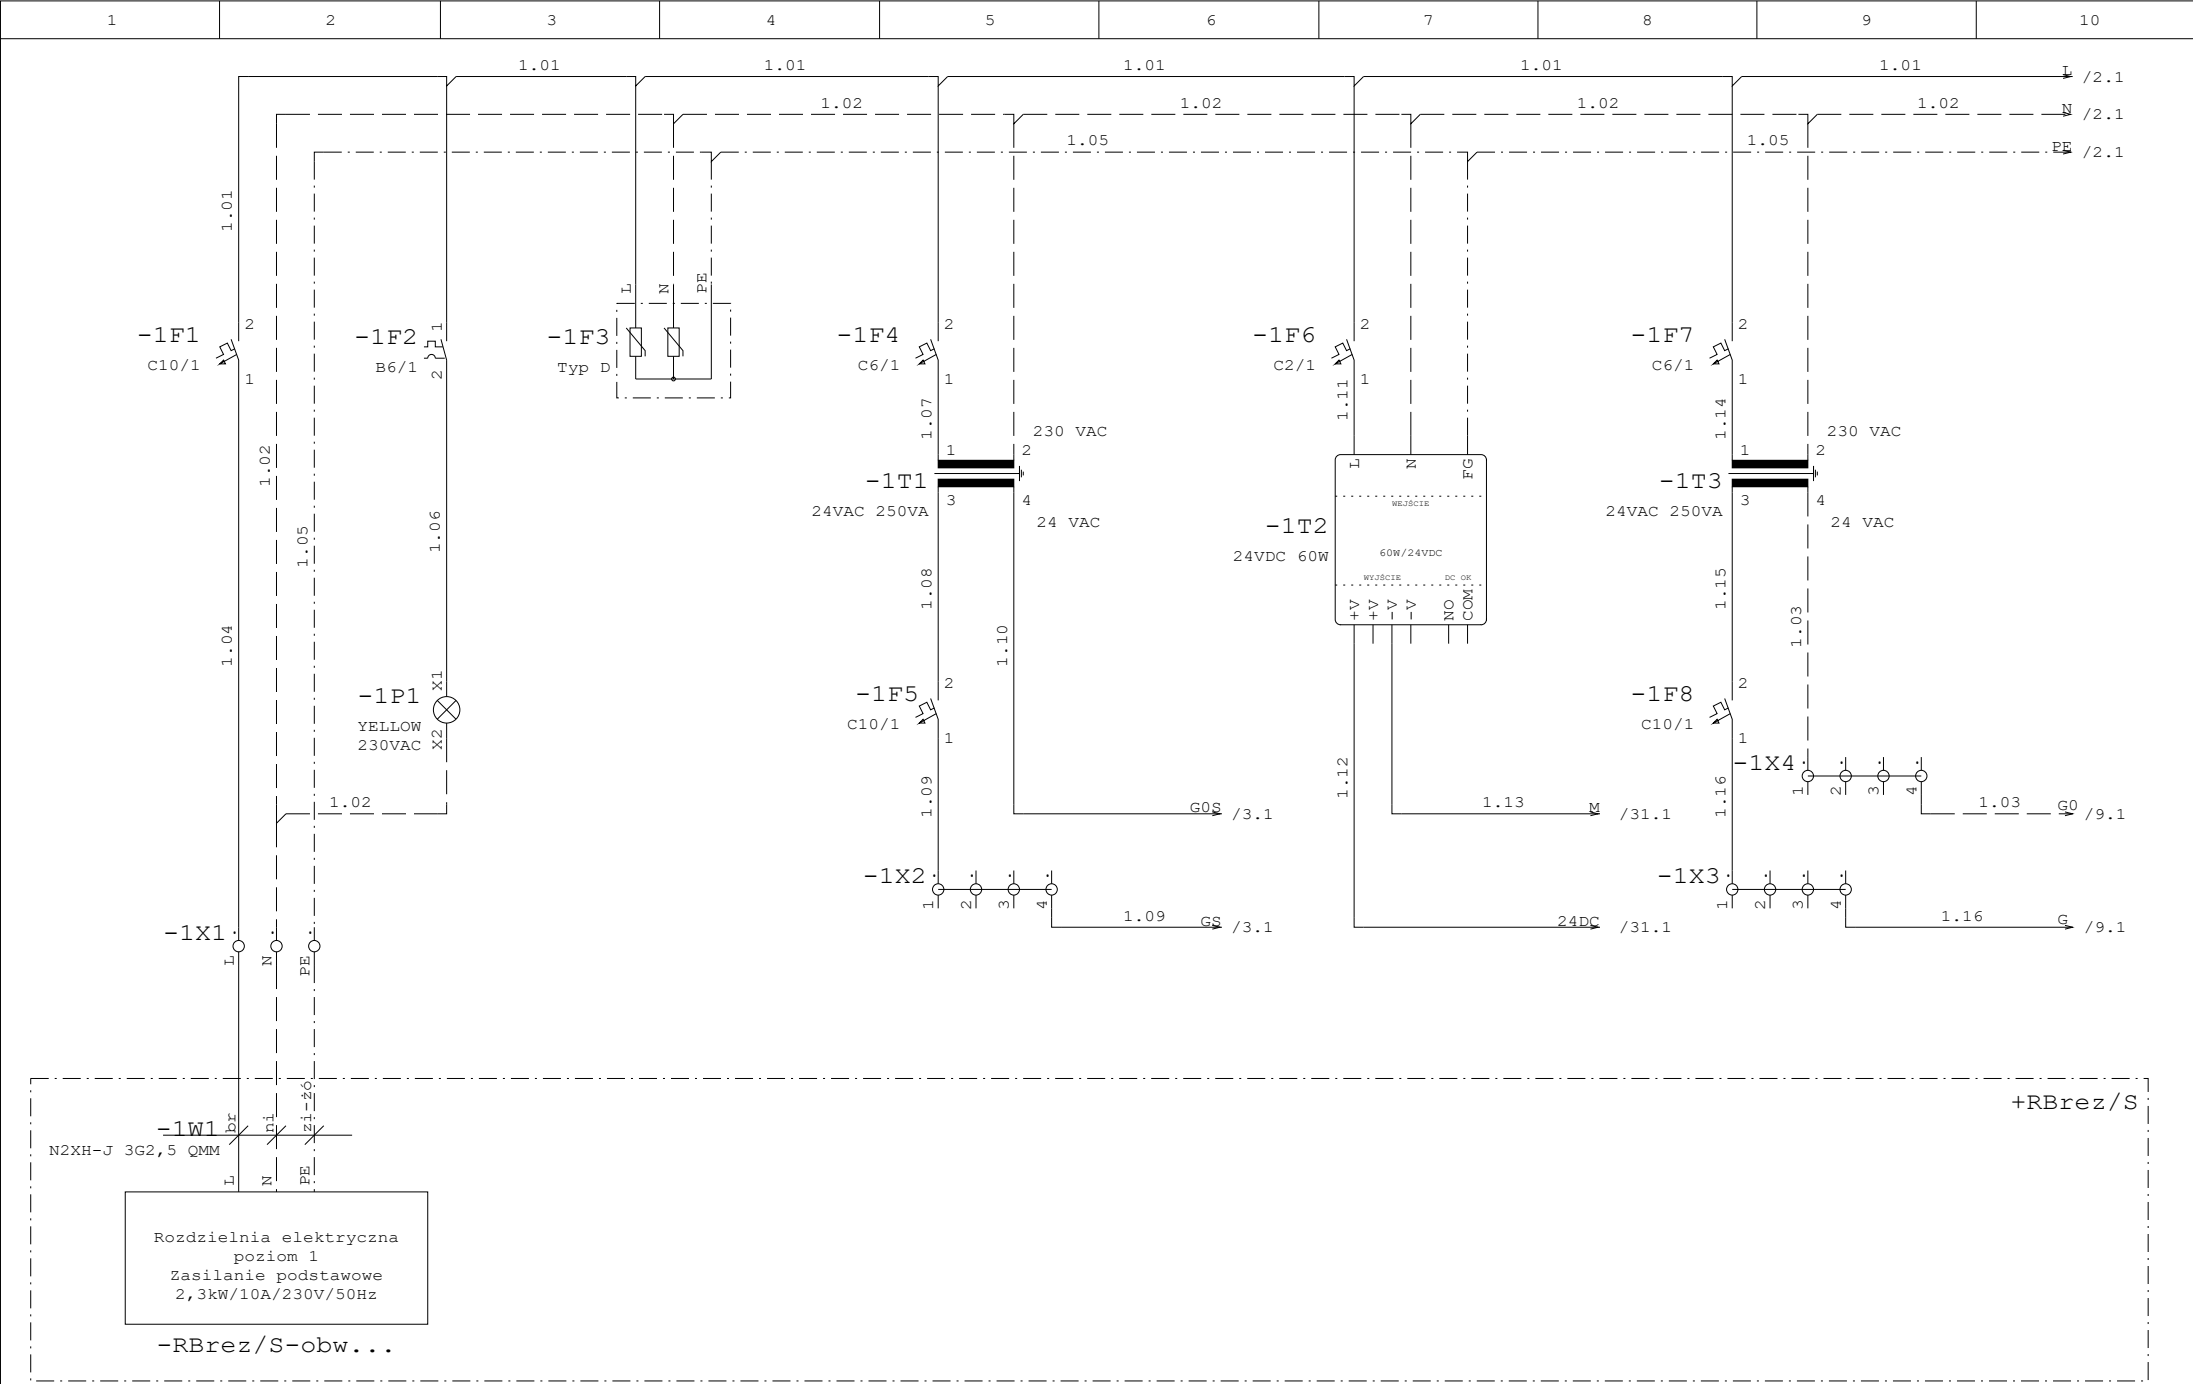 1 2 3 4 5 6 7 8 9 10
1.01 1.01 1.01 1.01 1.01 L /2.1
1.02 1.02 1.02 1.02 N /2.1
1.05 1.05 PE /2.1
1.01
L N PE
-1F1 2 -1F2 1 -1F3 -1F4 2 -1F6 2 -1F7 2
C10/1 1 B6/1 2 Typ D C6/1 1 C2/1 1 C6/1 1
1.07 1.11 1.14
230 VAC 230 VAC
1.02 1 2 L N FG 1 2
-1T1 -1T3
3 4 WEJŚCIE 3 4
24VAC 250VA 24 VAC 24VAC 250VA 24 VAC
1.05 1.06 -1T2
24VDC 60W 60W/24VDC
WYJŚCIE DC OK
1.08 1.15
+V +V -V -V NO COM
1.04 1.10 1.03
-1P1 X1 -1F5 2 -1F8 2
YELLOW C10/1 C10/1
230VAC X2 1 1
-1X4
1.12 1 2 3 4
1.02 1.09 G0S /3.1 1.13 M /31.1 1.16 1.03 G0 /9.1
-1X2 -1X3
1 2 3 4 1 2 3 4
1.09 GS /3.1 24DC /31.1 1.16 G /9.1
-1X1
L N PE
+RBrez/S
-1W1 br ni zi-żó
N2XH-J 3G2,5 QMM
L N PE
Rozdzielnia elektryczna
poziom 1
Zasilanie podstawowe
2,3kW/10A/230V/50Hz
-RBrez/S-obw...